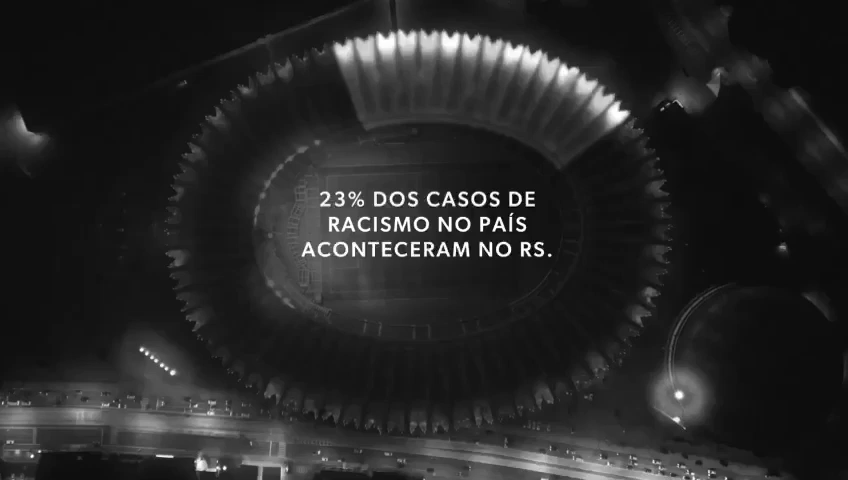 23% DOS CASOS DE
RACISMO NO PAÍS
ACONTECERAM NO RS.